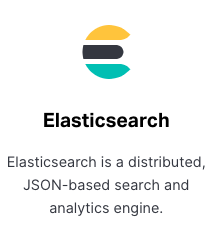 Elasticsearch
Elasticsearch is a distributed,
JSON-based search and
analytics engine.